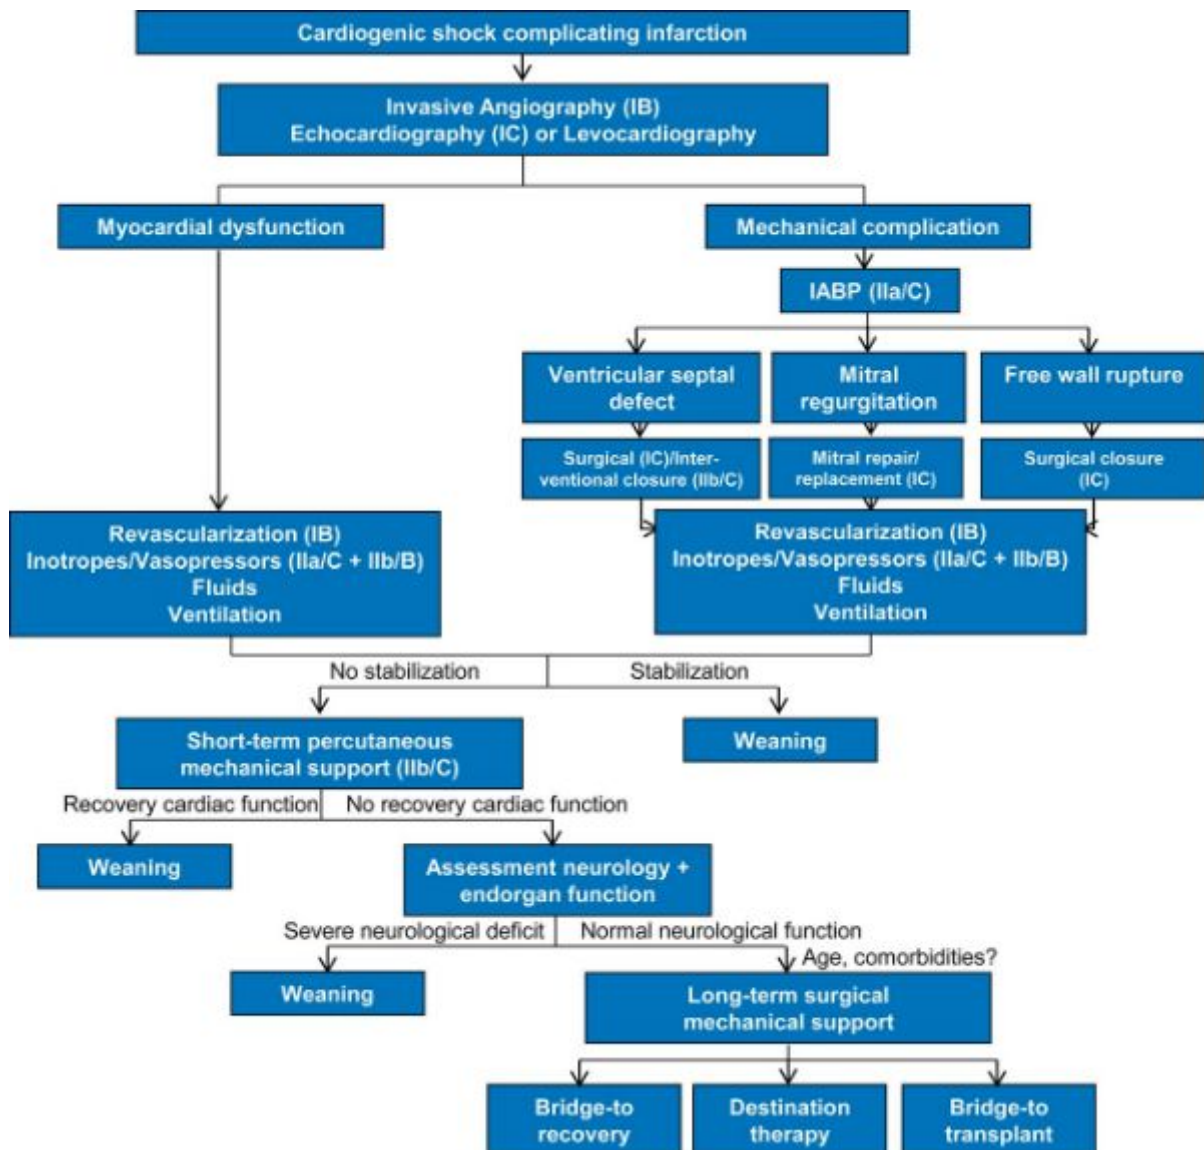 Cardiogenic shock complicating infarction
Invasive Angiography (IB)
Echocardiography (IC) or Levocardiography
Myocardial dysfunction
Mechanical complication
IABP (IIa/C)
Ventricular septal
defect
Mitral
regurgitation
Free wall rupture
Surgical (IC)/Inter-
ventional closure (IIb/C)
Mitral repair/
replacement (IC)
Surgical closure
(IC)
Revascularization (IB)
Inotropes/Vasopressors (IIa/C + IIb/B)
Fluids
Ventilation
Revascularization (IB)
Inotropes/Vasopressors (IIa/C + IIb/B)
Fluids
Ventilation
No stabilization
Stabilization
Short-term percutaneous
mechanical support (IIb/C)
Weaning
Recovery cardiac function
No recovery cardiac function
Weaning
Assessment neurology +
endorgan function
Severe neurological deficit
Normal neurological function
Age, comorbidities?
Weaning
Long-term surgical
mechanical support
Bridge-to
recovery
Destination
therapy
Bridge-to
transplant